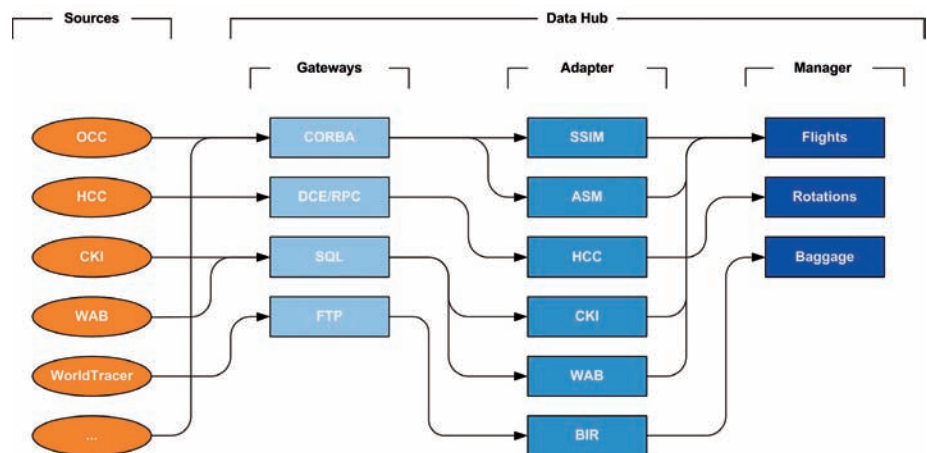 Sources
Data Hub
Gateways
Adapter
Manager
OCC
CORBA
SSIM
Flights
HCC
DCE/RPC
ASM
Rotations
CKI
SQL
HCC
Baggage
WAB
FTP
CKI
WorldTracer
WAB
...
BIR